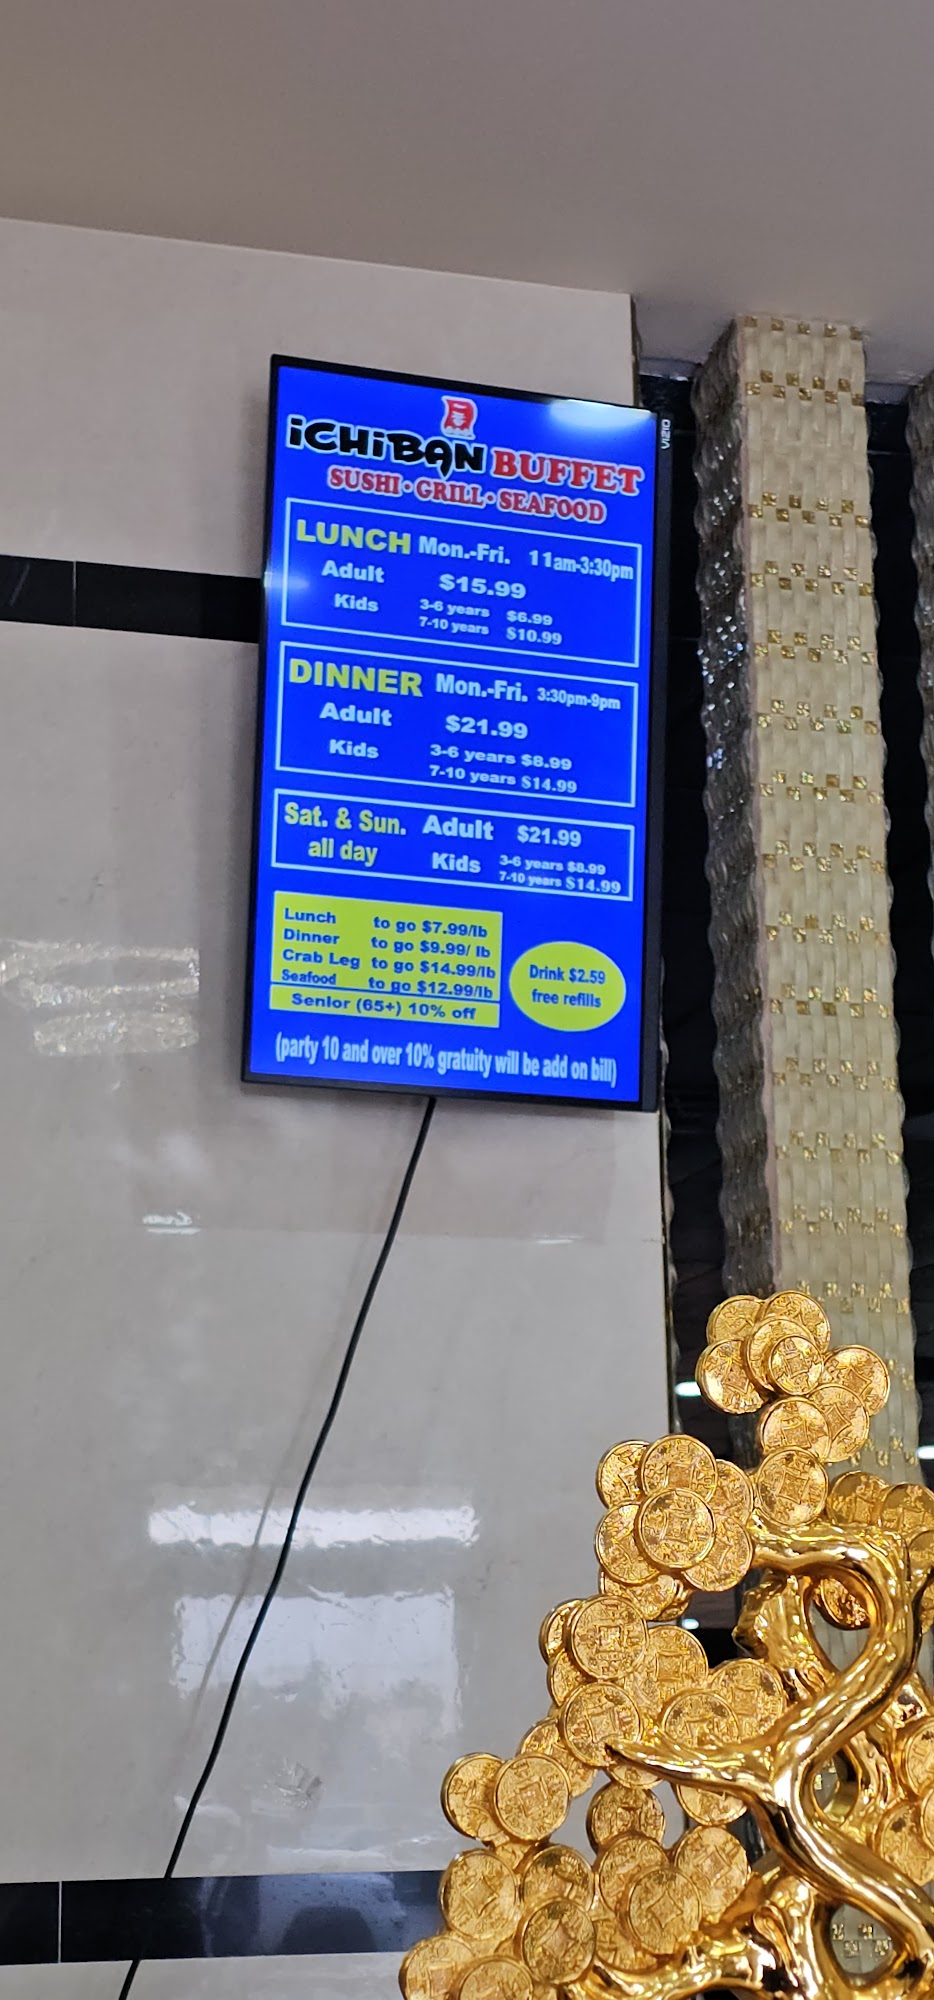 iCHiBAN BUFFET
SUSHI • GRILL • SEAFOOD
LUNCH Mon.-Fri. 11am-3:30pm
Adult $15.99
Kids 3-6 years $6.99
7-10 years $10.99
DINNER Mon.-Fri. 3:30pm-9pm
Adult $21.99
Kids 3-6 years $8.99
7-10 years $14.99
Sat. & Sun. Adult $21.99
all day Kids 3-6 years $8.99
7-10 years $14.99
Lunch to go $7.99/lb
Dinner to go $9.99/ lb
Crab Leg to go $14.99/lb
Seafood to go $12.99/lb
Senior (65+) 10% off
Drink $2.59
free refills
(party 10 and over 10% gratuity will be add on bill)
VIZIO